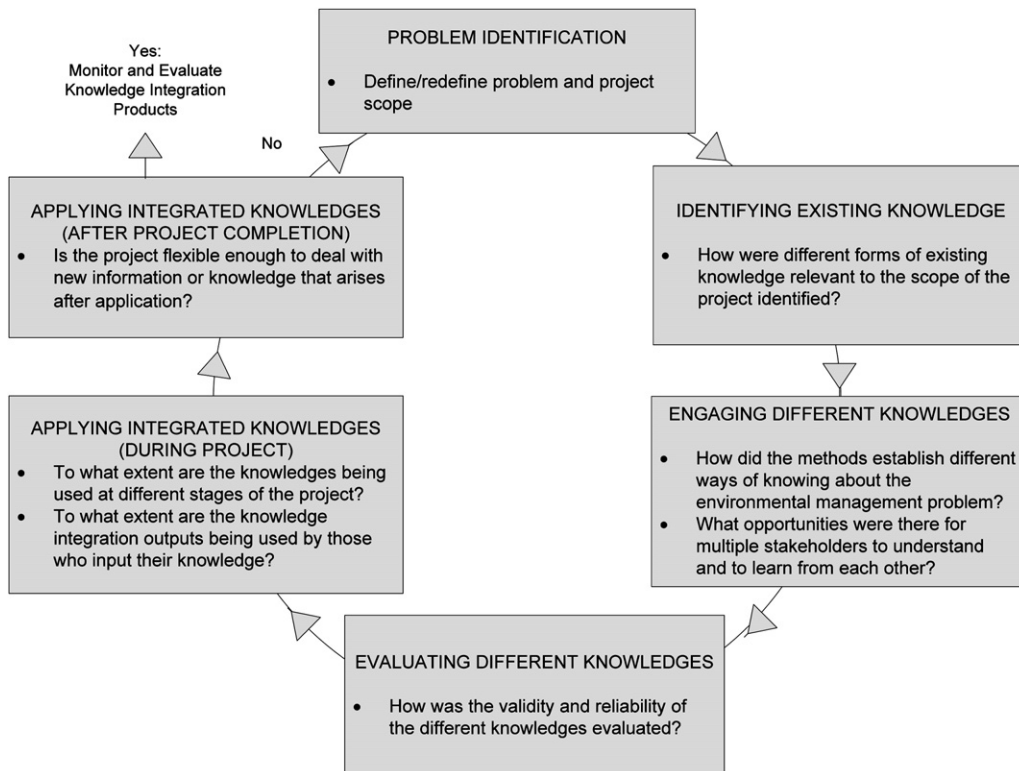 Yes:
Monitor and Evaluate
Knowledge Integration
Products
No
PROBLEM IDENTIFICATION
• Define/redefine problem and project
scope
IDENTIFYING EXISTING KNOWLEDGE
• How were different forms of existing
knowledge relevant to the scope of the
project identified?
ENGAGING DIFFERENT KNOWLEDGES
• How did the methods establish different
ways of knowing about the
environmental management problem?
• What opportunities were there for
multiple stakeholders to understand
and to learn from each other?
EVALUATING DIFFERENT KNOWLEDGES
• How was the validity and reliability of
the different knowledges evaluated?
APPLYING INTEGRATED KNOWLEDGES
(DURING PROJECT)
• To what extent are the knowledges being
used at different stages of the project?
• To what extent are the knowledge
integration outputs being used by those
who input their knowledge?
APPLYING INTEGRATED KNOWLEDGES
(AFTER PROJECT COMPLETION)
• Is the project flexible enough to deal with
new information or knowledge that arises
after application?